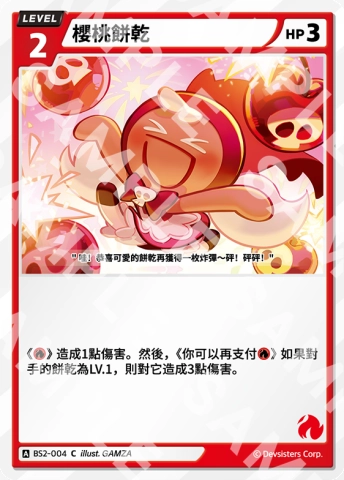 LEVEL
2
櫻桃餅乾
HP 3
"哇！恭喜可愛的餅乾再獲得一枚炸彈～砰！砰砰！"
《🔥》造成1點傷害。然後，《你可以再支付🔥》如果對
手的餅乾為LV.1，則對它造成3點傷害。
A BS2-004 C illust. GAMZA
© Devsisters Corp.